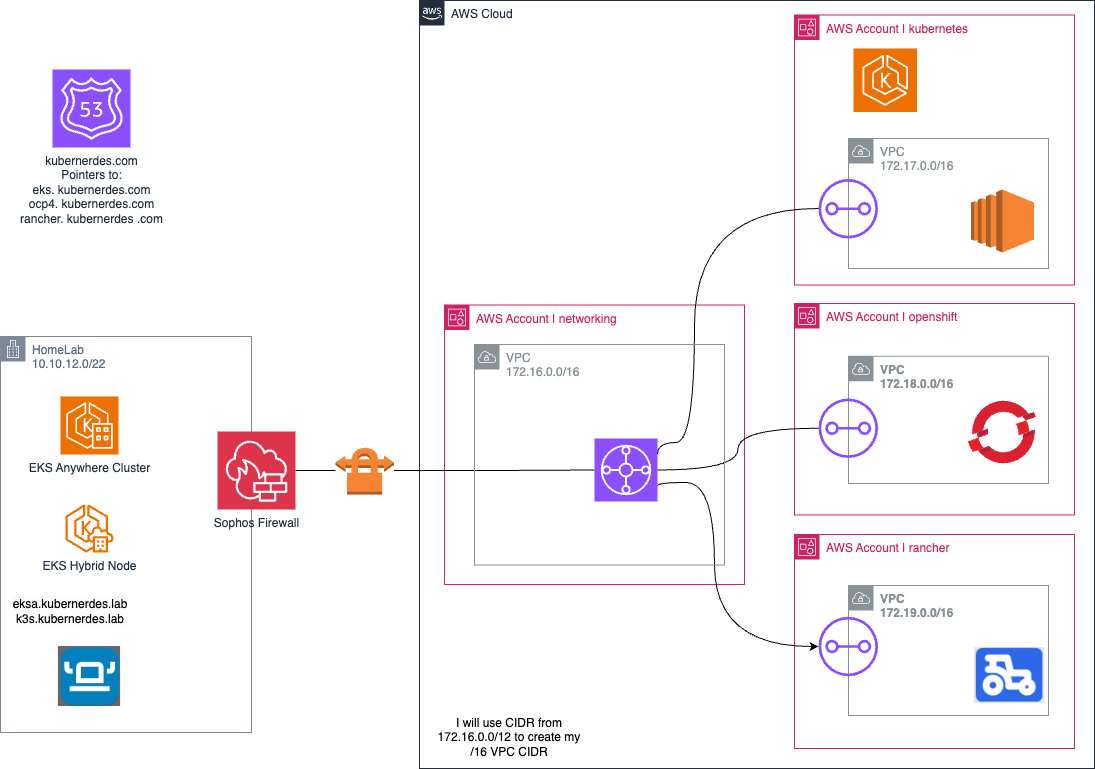 aws
AWS Cloud
AWS Account | kubernetes
VPC
172.17.0.0/16
53
kubernerdes.com
Pointers to:
eks. kubernerdes.com
ocp4. kubernerdes.com
rancher. kubernerdes .com
AWS Account | networking
VPC
172.16.0.0/16
AWS Account | openshift
VPC
172.18.0.0/16
HomeLab
10.10.12.0/22
EKS Anywhere Cluster
Sophos Firewall
EKS Hybrid Node
eksa.kubernerdes.lab
k3s.kubernerdes.lab
AWS Account | rancher
VPC
172.19.0.0/16
I will use CIDR from
172.16.0.0/12 to create my
/16 VPC CIDR